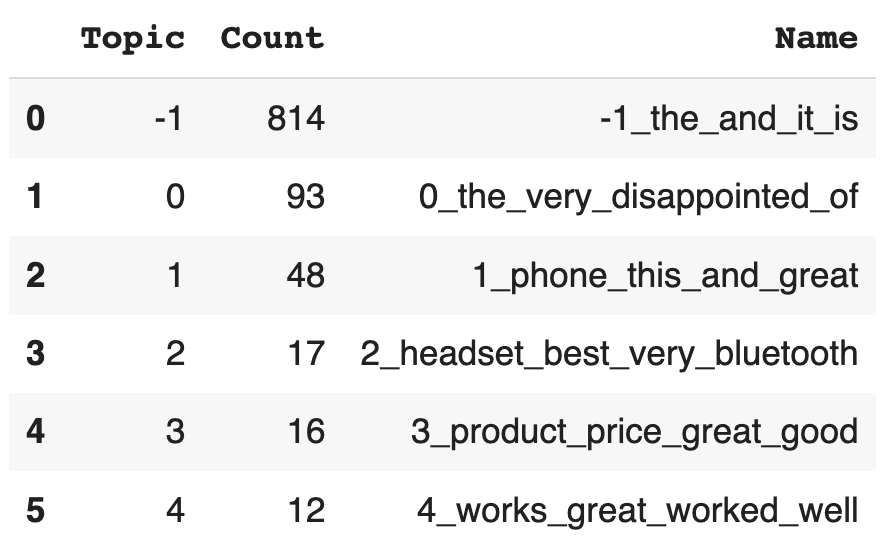 Topic Count Name
0 -1 814 -1_the_and_it_is
1 0 93 0_the_very_disappointed_of
2 1 48 1_phone_this_and_great
3 2 17 2_headset_best_very_bluetooth
4 3 16 3_product_price_great_good
5 4 12 4_works_great_worked_well